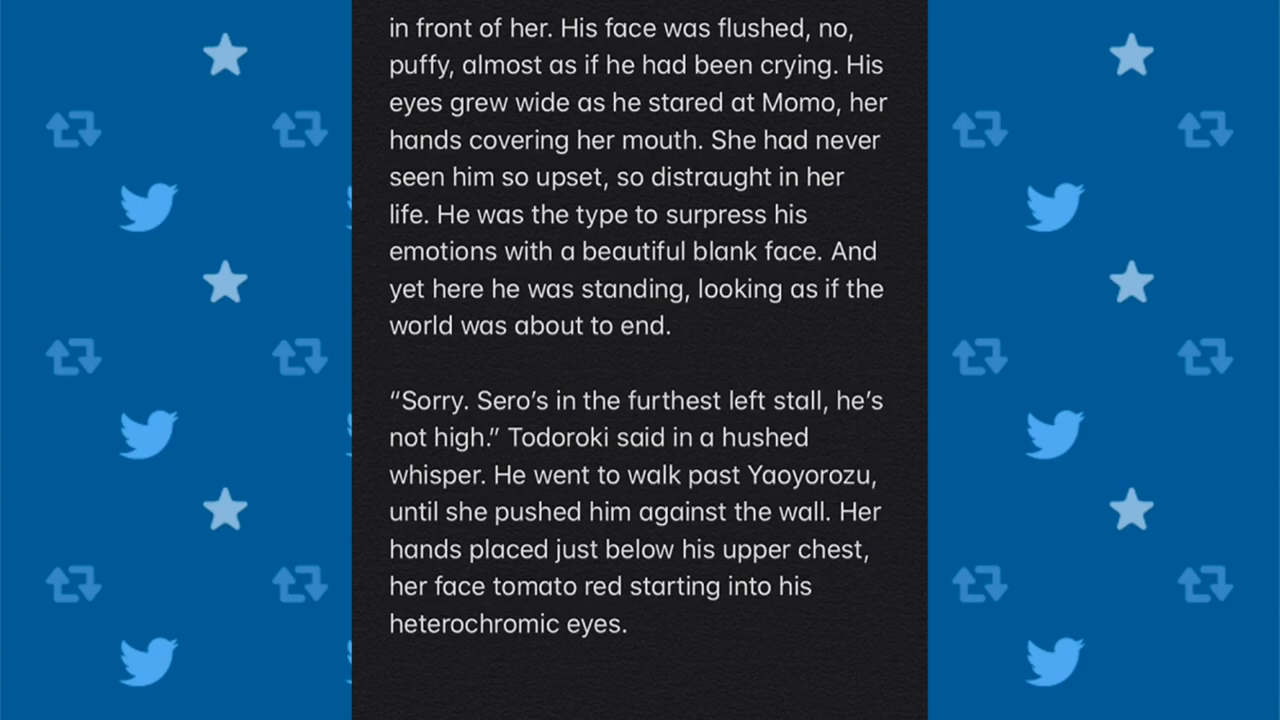 in front of her. His face was flushed, no,
puffy, almost as if he had been crying. His
eyes grew wide as he stared at Momo, her
hands covering her mouth. She had never
seen him so upset, so distraught in her
life. He was the type to surpress his
emotions with a beautiful blank face. And
yet here he was standing, looking as if the
world was about to end.
“Sorry. Sero’s in the furthest left stall, he’s
not high.” Todoroki said in a hushed
whisper. He went to walk past Yaoyorozu,
until she pushed him against the wall. Her
hands placed just below his upper chest,
her face tomato red starting into his
heterochromic eyes.